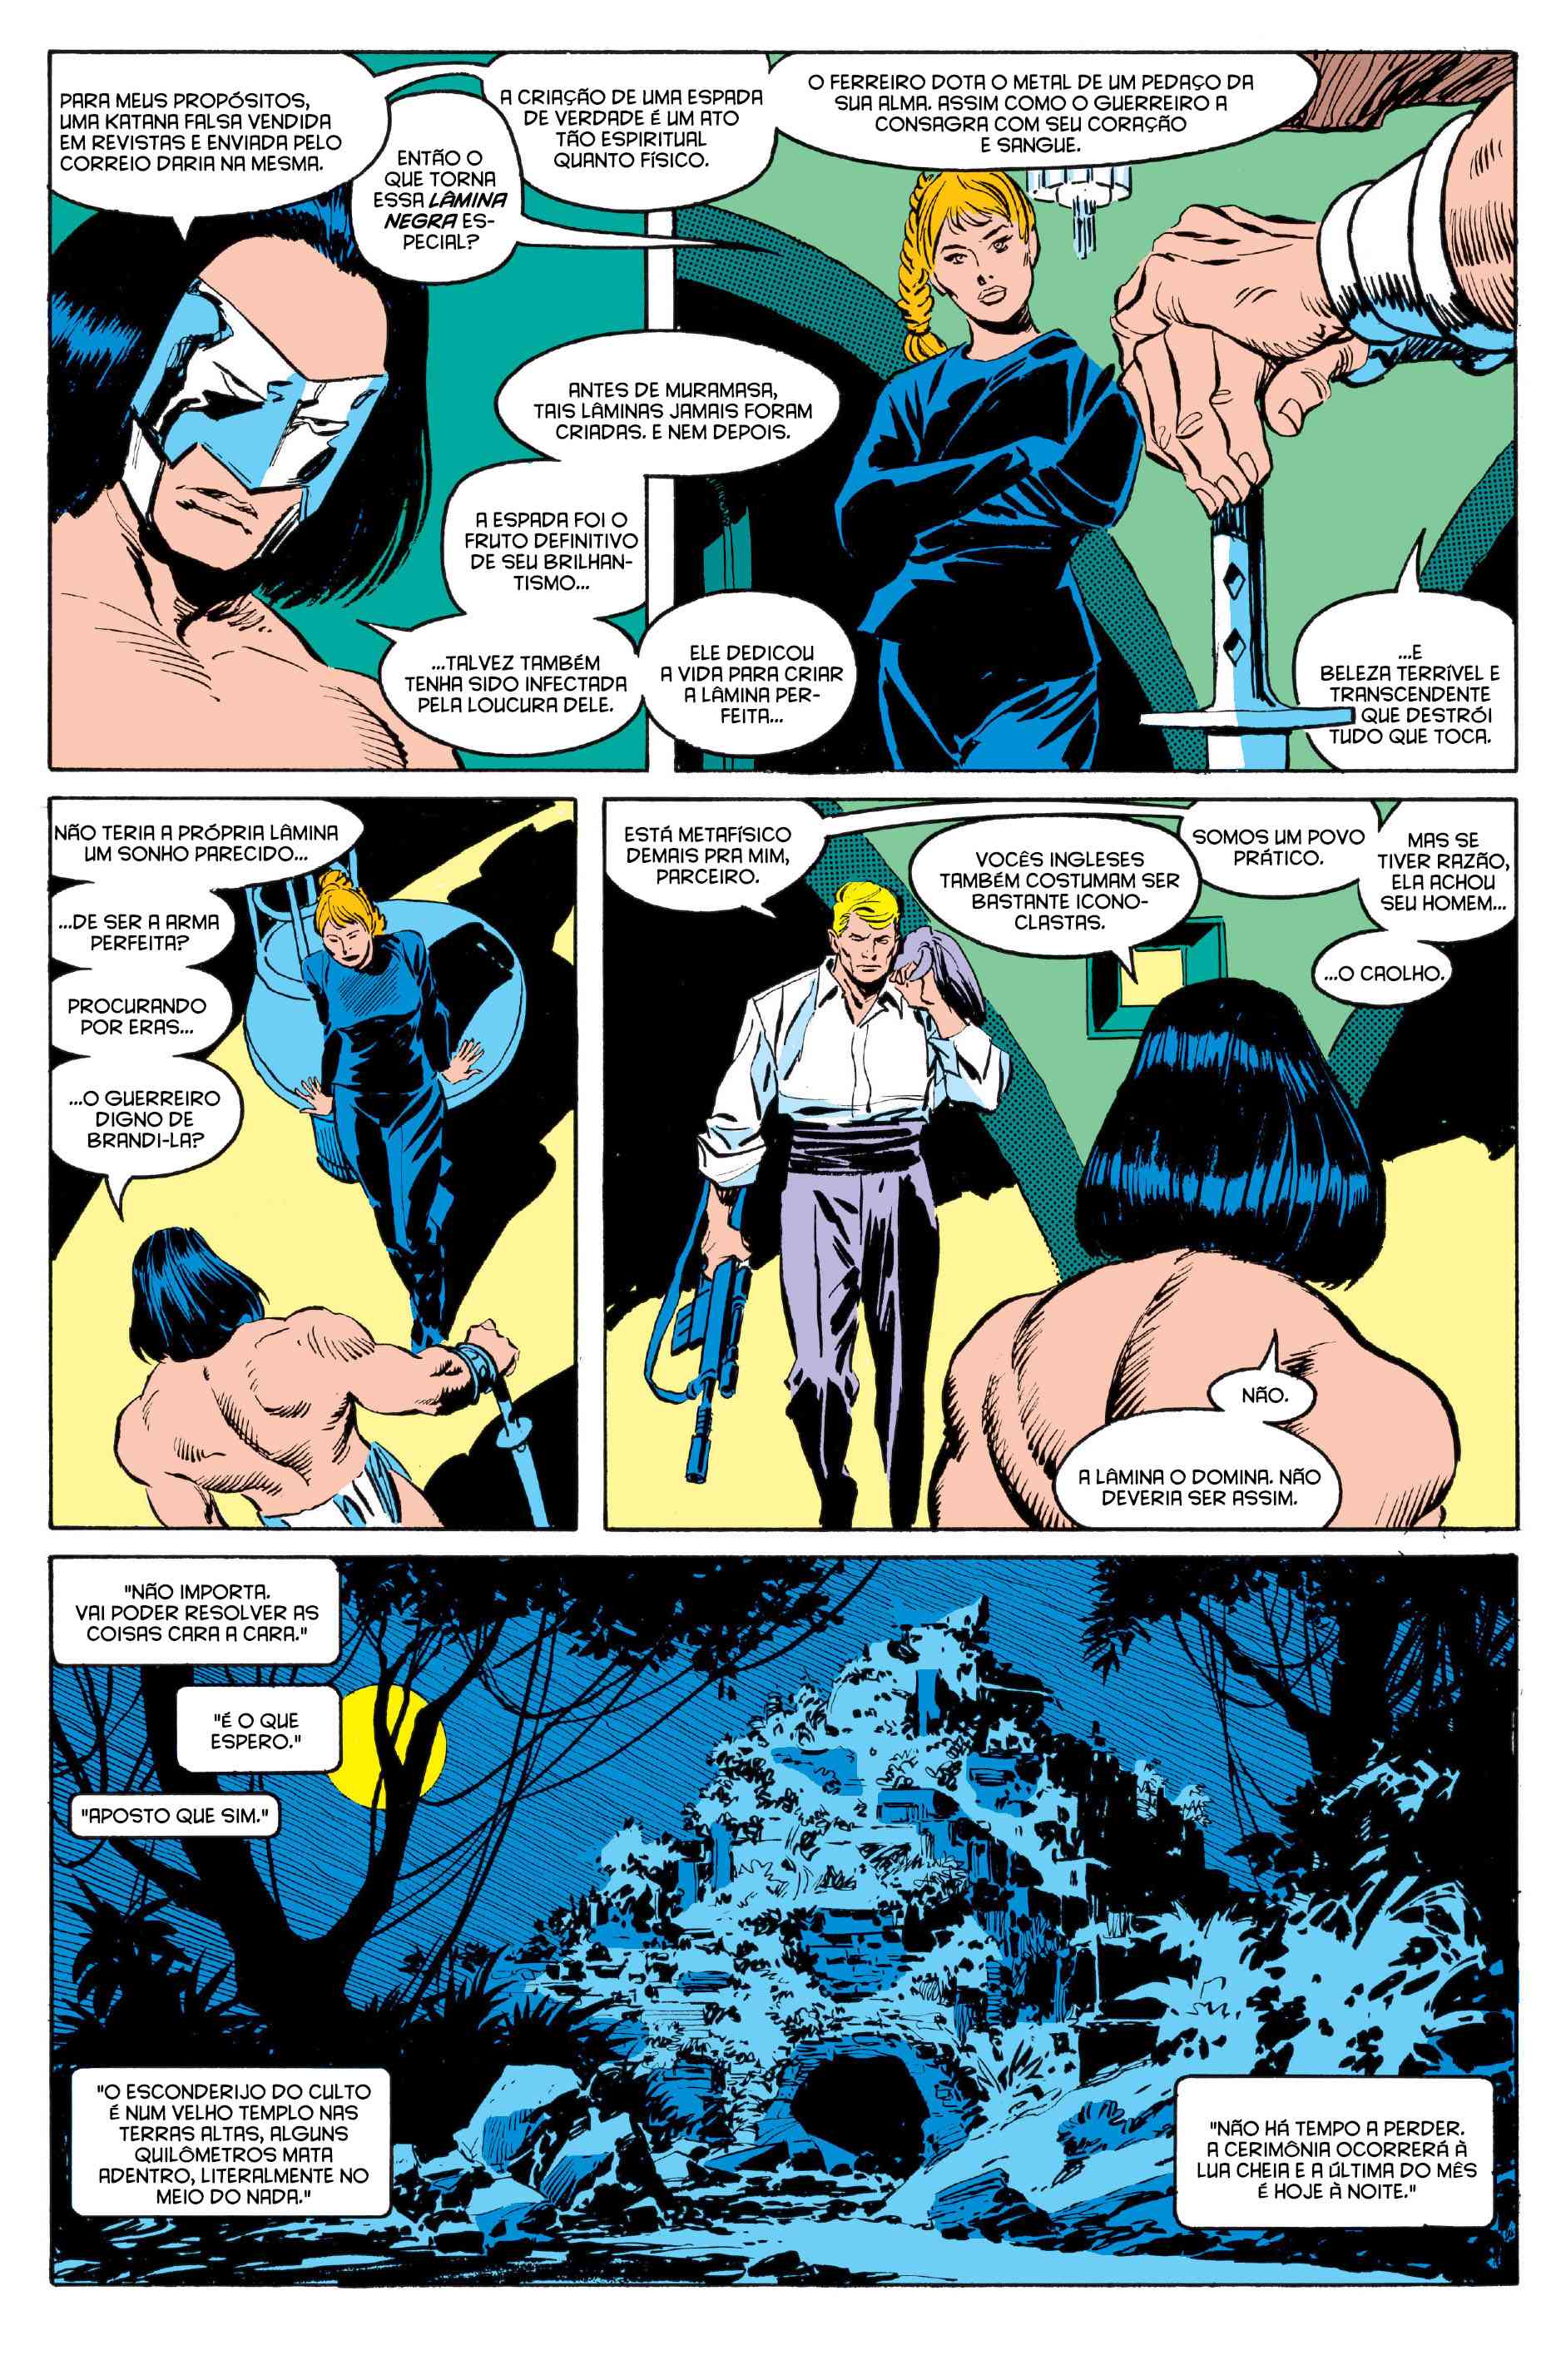 PARA MEUS PROPÓSITOS,
UMA KATANA FALSA VENDIDA
EM REVISTAS E ENVIADA PELO
CORREIO DARIA NA MESMA.
ENTÃO O
QUE TORNA
ESSA LÂMINA
NEGRA ES-
PECIAL?
A CRIAÇÃO DE UMA ESPADA
DE VERDADE É UM ATO
TÃO ESPIRITUAL
QUANTO FÍSICO.
O FERREIRO DOTA O METAL DE UM PEDAÇO DA
SUA ALMA. ASSIM COMO O GUERREIRO A
CONSAGRA COM SEU CORAÇÃO
E SANGUE.
ANTES DE MURAMASA,
TAIS LÂMINAS JAMAIS FORAM
CRIADAS. E NEM DEPOIS.
A ESPADA FOI O
FRUTO DEFINITIVO
DE SEU BRILHAN-
TISMO...
...TALVEZ TAMBÉM
TENHA SIDO INFECTADA
PELA LOUCURA DELE.
ELE DEDICOU
A VIDA PARA CRIAR
A LÂMINA PER-
FEITA...
...E
BELEZA TERRÍVEL E
TRANSCENDENTE
QUE DESTRÓI
TUDO QUE TOCA.
NÃO TERIA A PRÓPRIA LÂMINA
UM SONHO PARECIDO...
...DE SER A ARMA
PERFEITA?
PROCURANDO
POR ERAS...
...O GUERREIRO
DIGNO DE
BRANDI-LA?
ESTÁ METAFÍSICO
DEMAIS PRA MIM,
PARCEIRO.
VOCÊS INGLESES
TAMBÉM COSTUMAM SER
BASTANTE ICONO-
CLASTAS.
SOMOS UM POVO
PRÁTICO.
MAS SE
TIVER RAZÃO,
ELA ACHOU
SEU HOMEM...
...O CAOLHO.
NÃO.
A LÂMINA O DOMINA. NÃO
DEVERIA SER ASSIM.
"NÃO IMPORTA.
VAI PODER RESOLVER AS
COISAS CARA A CARA."
"É O QUE
ESPERO."
"APOSTO QUE SIM."
"O ESCONDERIJO DO CULTO
É NUM VELHO TEMPLO NAS
TERRAS ALTAS, ALGUNS
QUILÔMETROS MATA
ADENTRO, LITERALMENTE NO
MEIO DO NADA."
"NÃO HÁ TEMPO A PERDER.
A CERIMÔNIA OCORRERÁ À
LUA CHEIA E A ÚLTIMA DO MÊS
É HOJE À NOITE."